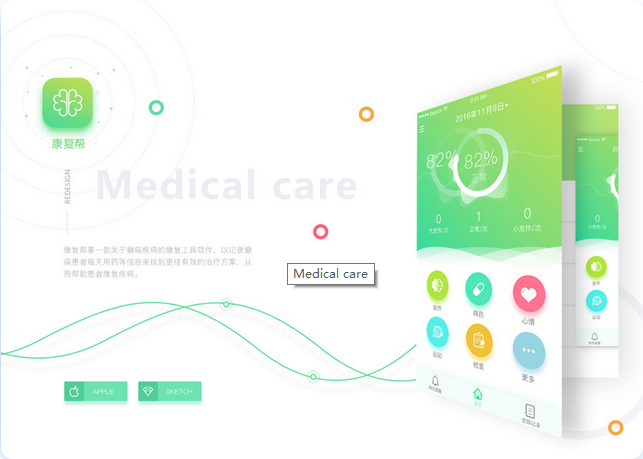 康复帮
REDESIGN
Medical care
康复帮事一款关于癫痫疾病的康复工具软件，以记录癫
痫患者每天用药等信息来找到更佳有效的治疗方案，从
而帮助患者康复疾病。
Medical care
APPLE
SKETCH
9:41 AM
100%
2016年11月9日
82%
82%
正常
0
1
0
大发作/次
正常/次
小发作/次
发作
用药
心情
运动
检查
更多
首页
发作记录
0
大发作/次
发作
运动